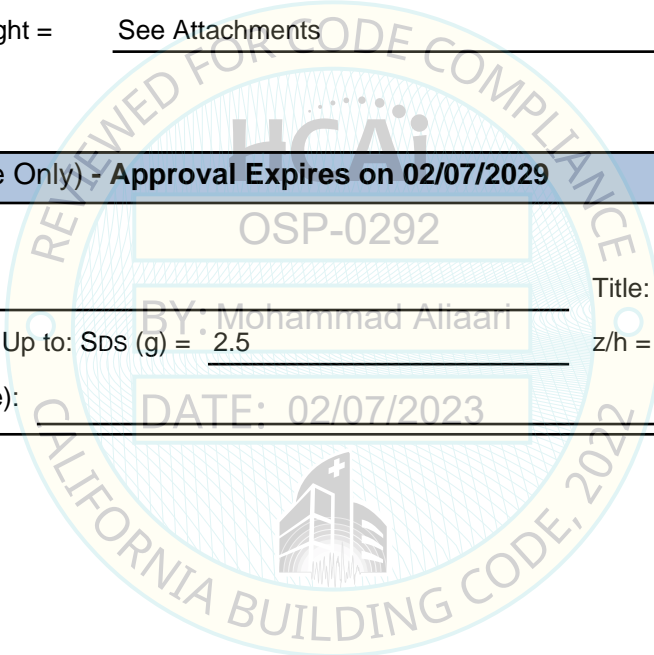 ght = See Attachments
REVIEWED FOR CODE COMPLIANCE
HCAi
e Only) - Approval Expires on 02/07/2029
OSP-0292
Title:
BY: Mohammad Aliaari
Up to: SDS (g) = 2.5 z/h =
e):
DATE: 02/07/2023
CALIFORNIA BUILDING CODE, 2022